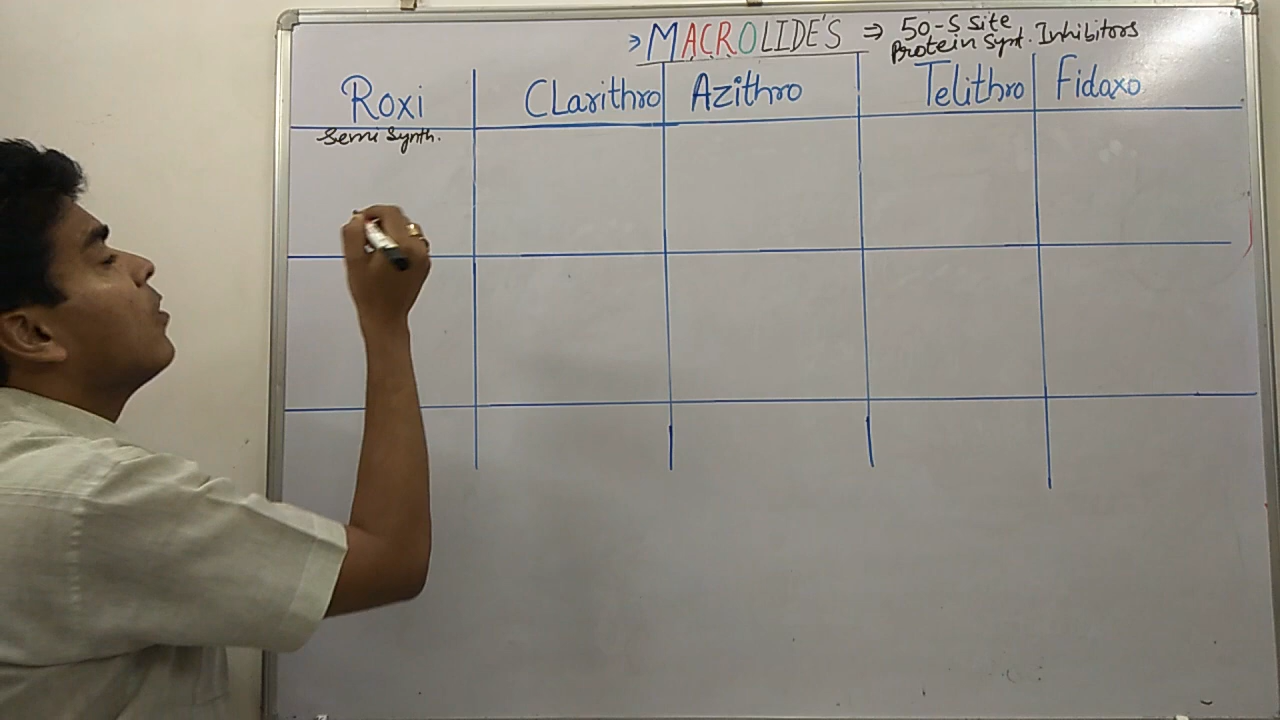 > MACROLIDE'S ⇒ 50-S site
Protein Synt. Inhibitors
Roxi Clarithro Azithro Telithro Fidaxo
Semi Synth.